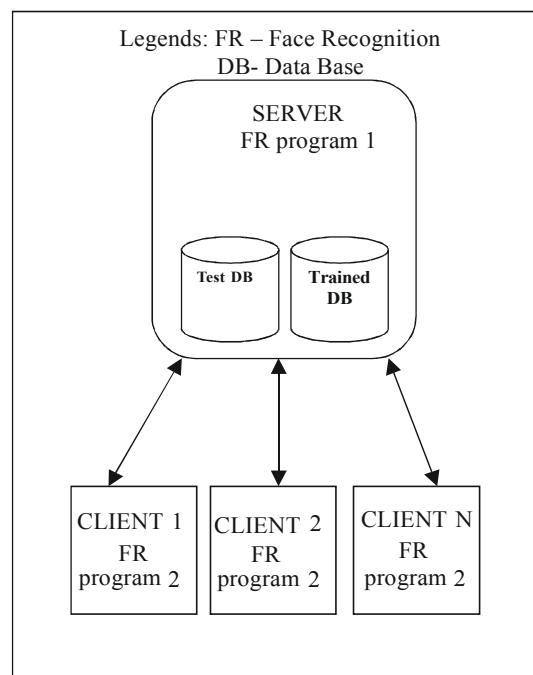 Legends: FR – Face Recognition
DB- Data Base
SERVER
FR program 1
Test DB
Trained
DB
CLIENT 1
FR
program 2
CLIENT 2
FR
program 2
CLIENT N
FR
program 2